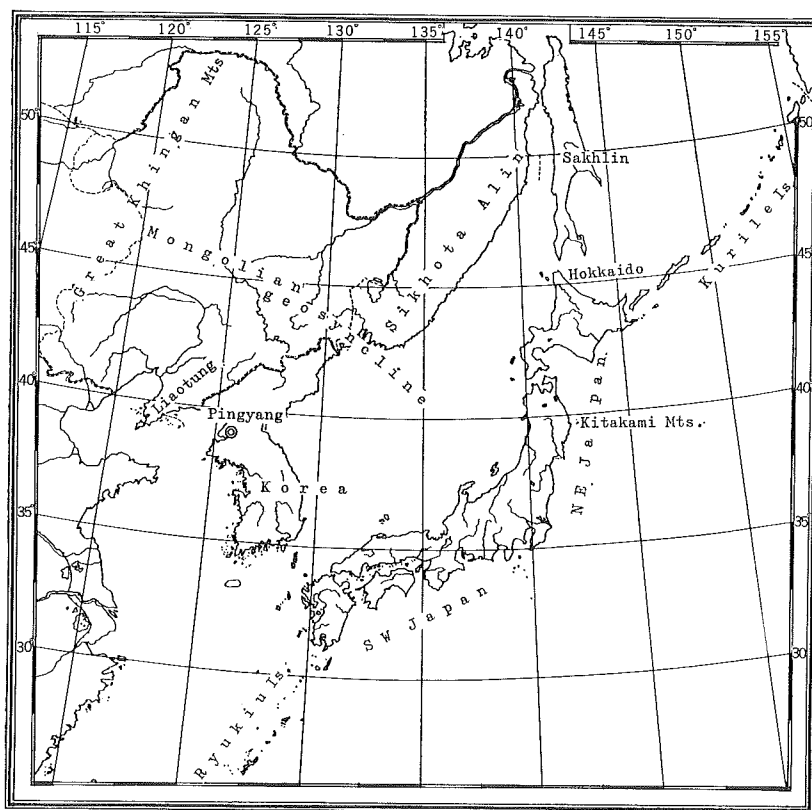 115° 120° 125° 130° 135° 140° 145° 150° 155°
50° 50
Great Khingan Mts
Sakhlin
Sikhota Alin
Kurile Is.
45° 45°
Mongolian geosyncline
Hokkaido
40° 40°
Liaotung
Pingyang
Kitakami Mts.
NE Japan
Korea
35° 35°
SW Japan
30° 30
Ryukiu Is